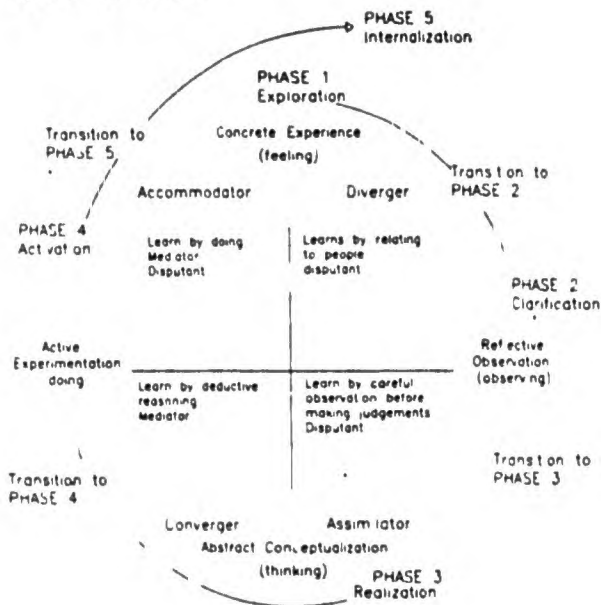 PHASE 5
Internalization
PHASE 1
Exploration
Concrete Experience
(feeling)
Transition to
PHASE 5
Transition to
PHASE 2
Accommodator
Diverger
PHASE 4
Activation
Learn by doing
Mediator
Disputant
Learns by relating
to people
disputant
PHASE 2
Clarification
Active
Experimentation
doing
Reflective
Observation
(observing)
Learn by deductive
reasnning
Mediator
Learn by careful
observation before
making judgements
Disputant
Transition to
PHASE 4
Transition to
PHASE 3
Converger
Assimilator
Abstract Conceptualization
(thinking)
PHASE 3
Realization